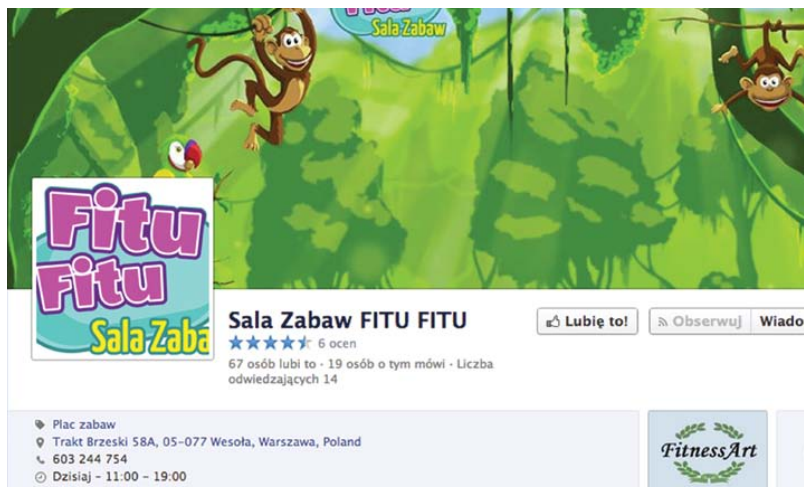 Sala Zabaw
Fitu
Fitu
Sala Zaba
Sala Zabaw FITU FITU
6 ocen
67 osób lubi to · 19 osób o tym mówi · Liczba
odwiedzających 14
Lubię to!
Obserwuj
Wiado
Plac zabaw
Trakt Brzeski 58A, 05-077 Wesoła, Warszawa, Poland
603 244 754
Dzisiaj – 11:00 – 19:00
FitnessArt